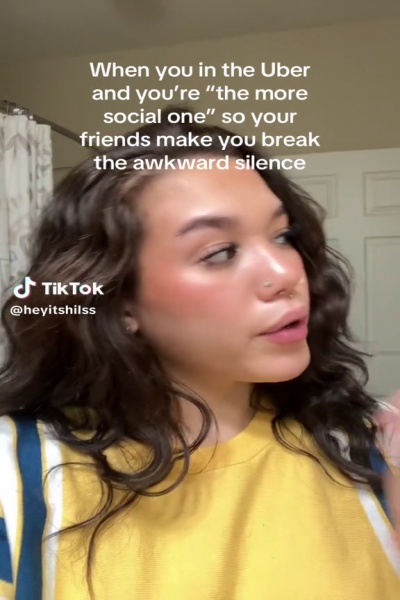 When you in the Uber
and you’re “the more
social one” so your
friends make you break
the awkward silence
TikTok
@heyitshilss